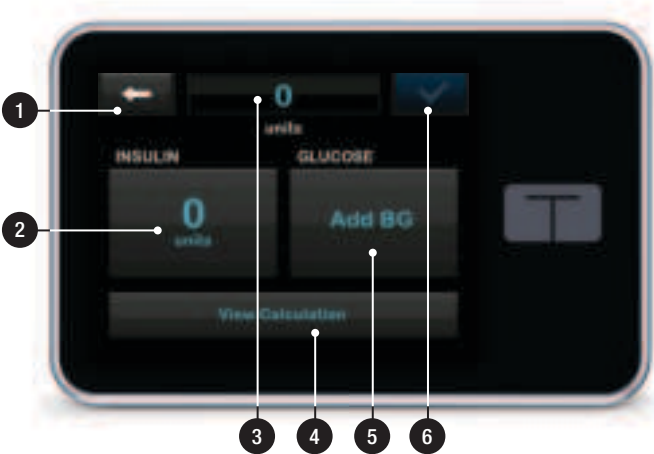 0
units
INSULIN
GLUCOSE
0
units
Add BG
View Calculation
1
2
3
4
5
6